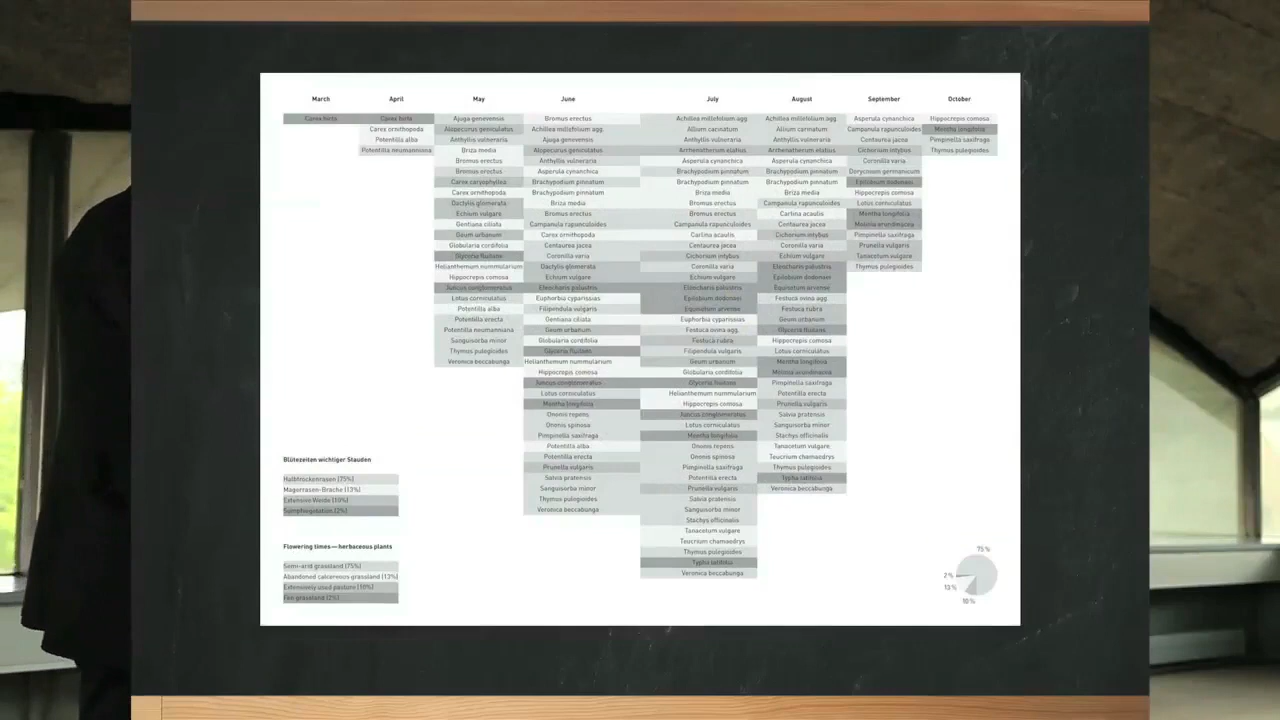 March
Carex hirta
April
Carex hirta
Carex ornithopoda
Potentilla alba
Potentilla neumanniana
May
Ajuga genevensis
Alopecurus geniculatus
Anthyllis vulneraria
Briza media
Bromus erectus
Bromus erectus
Carex caryophyllea
Carex ornithopoda
Dactylis glomerata
Echium vulgare
Gentiana ciliata
Geum urbanum
Globularia cordifolia
Glyceria fluitans
Helianthemum nummularium
Hippocrepis comosa
Juncus conglomeratus
Lotus corniculatus
Potentilla alba
Potentilla erecta
Potentilla neumanniana
Sanguisorba minor
Thymus pulegioides
Veronica beccabunga
June
Bromus erectus
Achillea millefolium agg.
Ajuga genevensis
Alopecurus geniculatus
Anthyllis vulneraria
Asperula cynanchica
Brachypodium pinnatum
Brachypodium pinnatum
Briza media
Bromus erectus
Campanula rapunculoides
Carex ornithopoda
Centaurea jacea
Coronilla varia
Dactylis glomerata
Echium vulgare
Eleocharis palustris
Euphorbia cyparissias
Filipendula vulgaris
Gentiana ciliata
Geum urbanum
Globularia cordifolia
Glyceria fluitans
Helianthemum nummularium
Hippocrepis comosa
Juncus conglomeratus
Lotus corniculatus
Mentha longifolia
Ononis repens
Ononis spinosa
Pimpinella saxifraga
Potentilla alba
Potentilla erecta
Prunella vulgaris
Salvia pratensis
Sanguisorba minor
Thymus pulegioides
Veronica beccabunga
July
Achillea millefolium agg.
Allium carinatum
Anthyllis vulneraria
Arrhenatherum elatius
Asperula cynanchica
Brachypodium pinnatum
Brachypodium pinnatum
Briza media
Bromus erectus
Bromus erectus
Campanula rapunculoides
Carlina acaulis
Centaurea jacea
Cichorium intybus
Coronilla varia
Echium vulgare
Eleocharis palustris
Epilobium dodonaei
Equisetum arvense
Euphorbia cyparissias
Festuca ovina agg.
Festuca rubra
Filipendula vulgaris
Geum urbanum
Globularia cordifolia
Glyceria fluitans
Helianthemum nummularium
Hippocrepis comosa
Juncus conglomeratus
Lotus corniculatus
Mentha longifolia
Ononis repens
Ononis spinosa
Pimpinella saxifraga
Potentilla erecta
Prunella vulgaris
Salvia pratensis
Sanguisorba minor
Stachys officinalis
Tanacetum vulgare
Teucrium chamaedrys
Thymus pulegioides
Typha latifolia
Veronica beccabunga
August
Achillea millefolium agg.
Allium carinatum
Anthyllis vulneraria
Arrhenatherum elatius
Asperula cynanchica
Brachypodium pinnatum
Brachypodium pinnatum
Briza media
Campanula rapunculoides
Carlina acaulis
Centaurea jacea
Cichorium intybus
Coronilla varia
Echium vulgare
Eleocharis palustris
Epilobium dodonaei
Equisetum arvense
Festuca ovina agg.
Festuca rubra
Geum urbanum
Glyceria fluitans
Hippocrepis comosa
Lotus corniculatus
Mentha longifolia
Molinia arundinacea
Pimpinella saxifraga
Potentilla erecta
Prunella vulgaris
Salvia pratensis
Sanguisorba minor
Stachys officinalis
Tanacetum vulgare
Teucrium chamaedrys
Thymus pulegioides
Typha latifolia
Veronica beccabunga
September
Asperula cynanchica
Campanula rapunculoides
Centaurea jacea
Cichorium intybus
Coronilla varia
Dorycnium germanicum
Epilobium dodonaei
Hippocrepis comosa
Lotus corniculatus
Mentha longifolia
Molinia arundinacea
Pimpinella saxifraga
Prunella vulgaris
Tanacetum vulgare
Thymus pulegioides
October
Hippocrepis comosa
Mentha longifolia
Pimpinella saxifraga
Thymus pulegioides
Blütezeiten wichtiger Stauden
Halbtrockenrasen (75%)
Magerrasen-Brache (13%)
Extensive Weide (10%)
Sumpfvegetation (2%)
Flowering times — herbaceous plants
Semi-arid grassland (75%)
Abandoned calcareous grassland (13%)
Extensively used pasture (10%)
Fen grassland (2%)
75 %
2 %
13 %
10 %